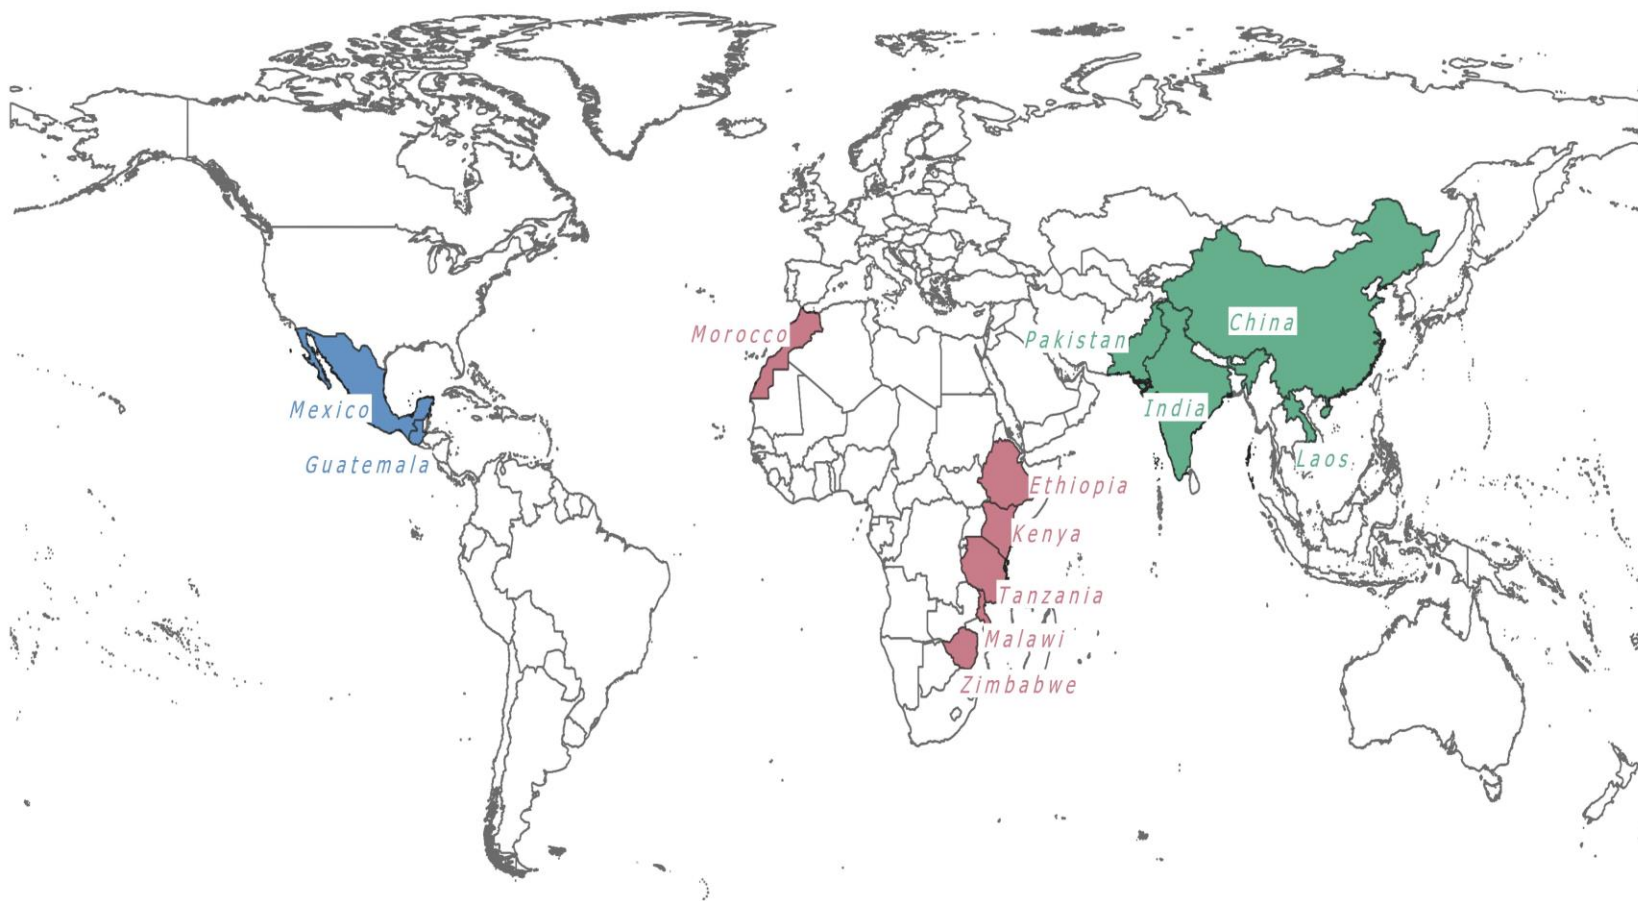 Morocco
Pakistan
China
Mexico
India
Guatemala
Laos
Ethiopia
Kenya
Tanzania
Malawi
Zimbabwe